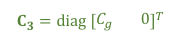 C₃ = diag [C_g 0]ᵀ